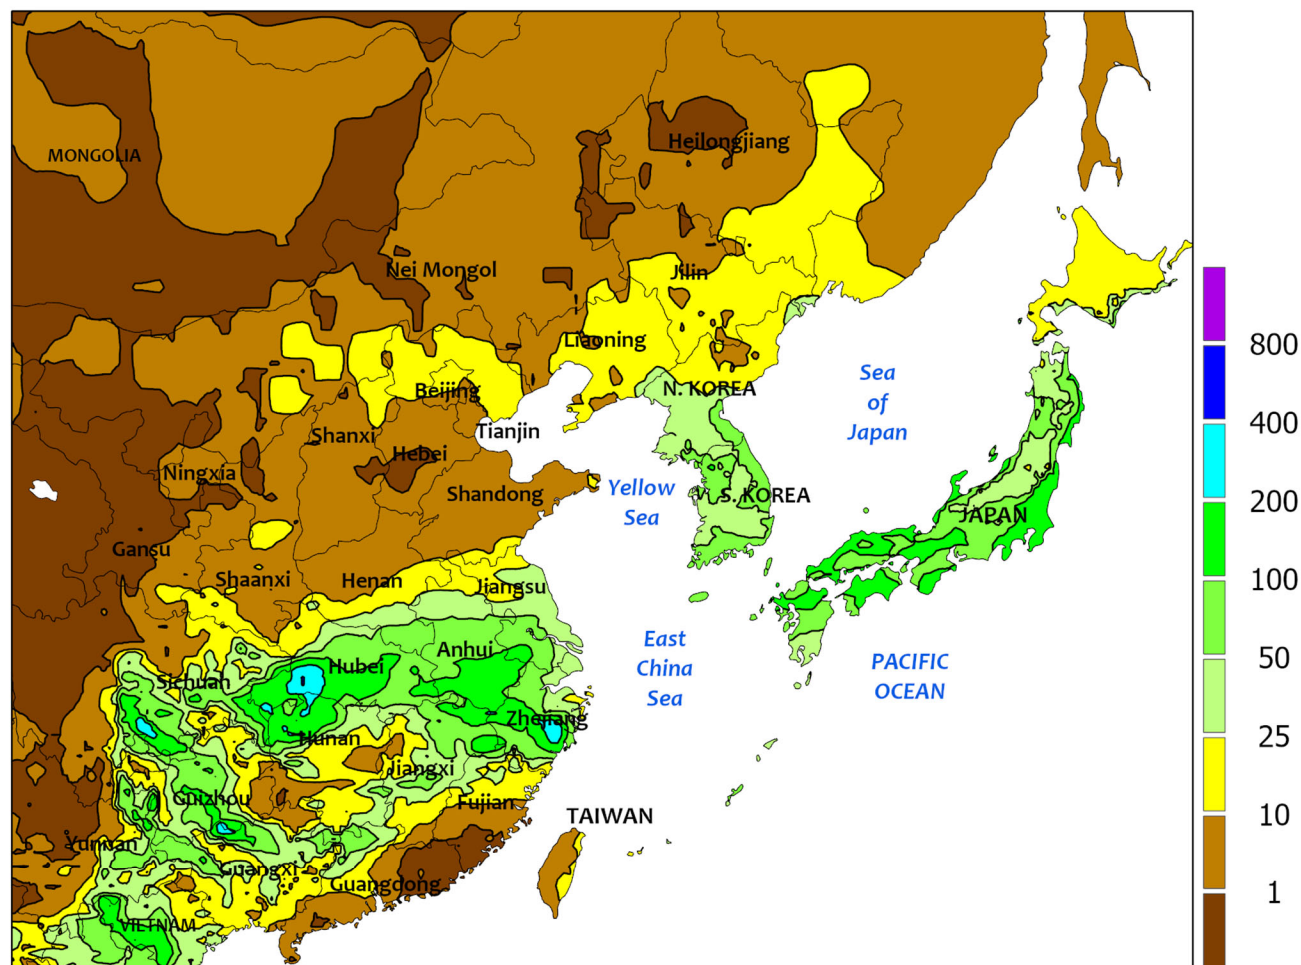 MONGOLIA
Heilongjiang
Nei Mongol
Jilin
Liaoning
Beijing
N. KOREA
Sea
of
Japan
Shanxi
Tianjin
Hebei
Ningxia
Shandong
Yellow
Sea
S. KOREA
JAPAN
Gansu
Shaanxi
Henan
Jiangsu
East
China
Sea
PACIFIC
OCEAN
Sichuan
Hubei
Anhui
Zhejiang
Hunan
Jiangxi
Guizhou
Fujian
TAIWAN
Yunnan
Guangxi
Guangdong
VIETNAM
800
400
200
100
50
25
10
1